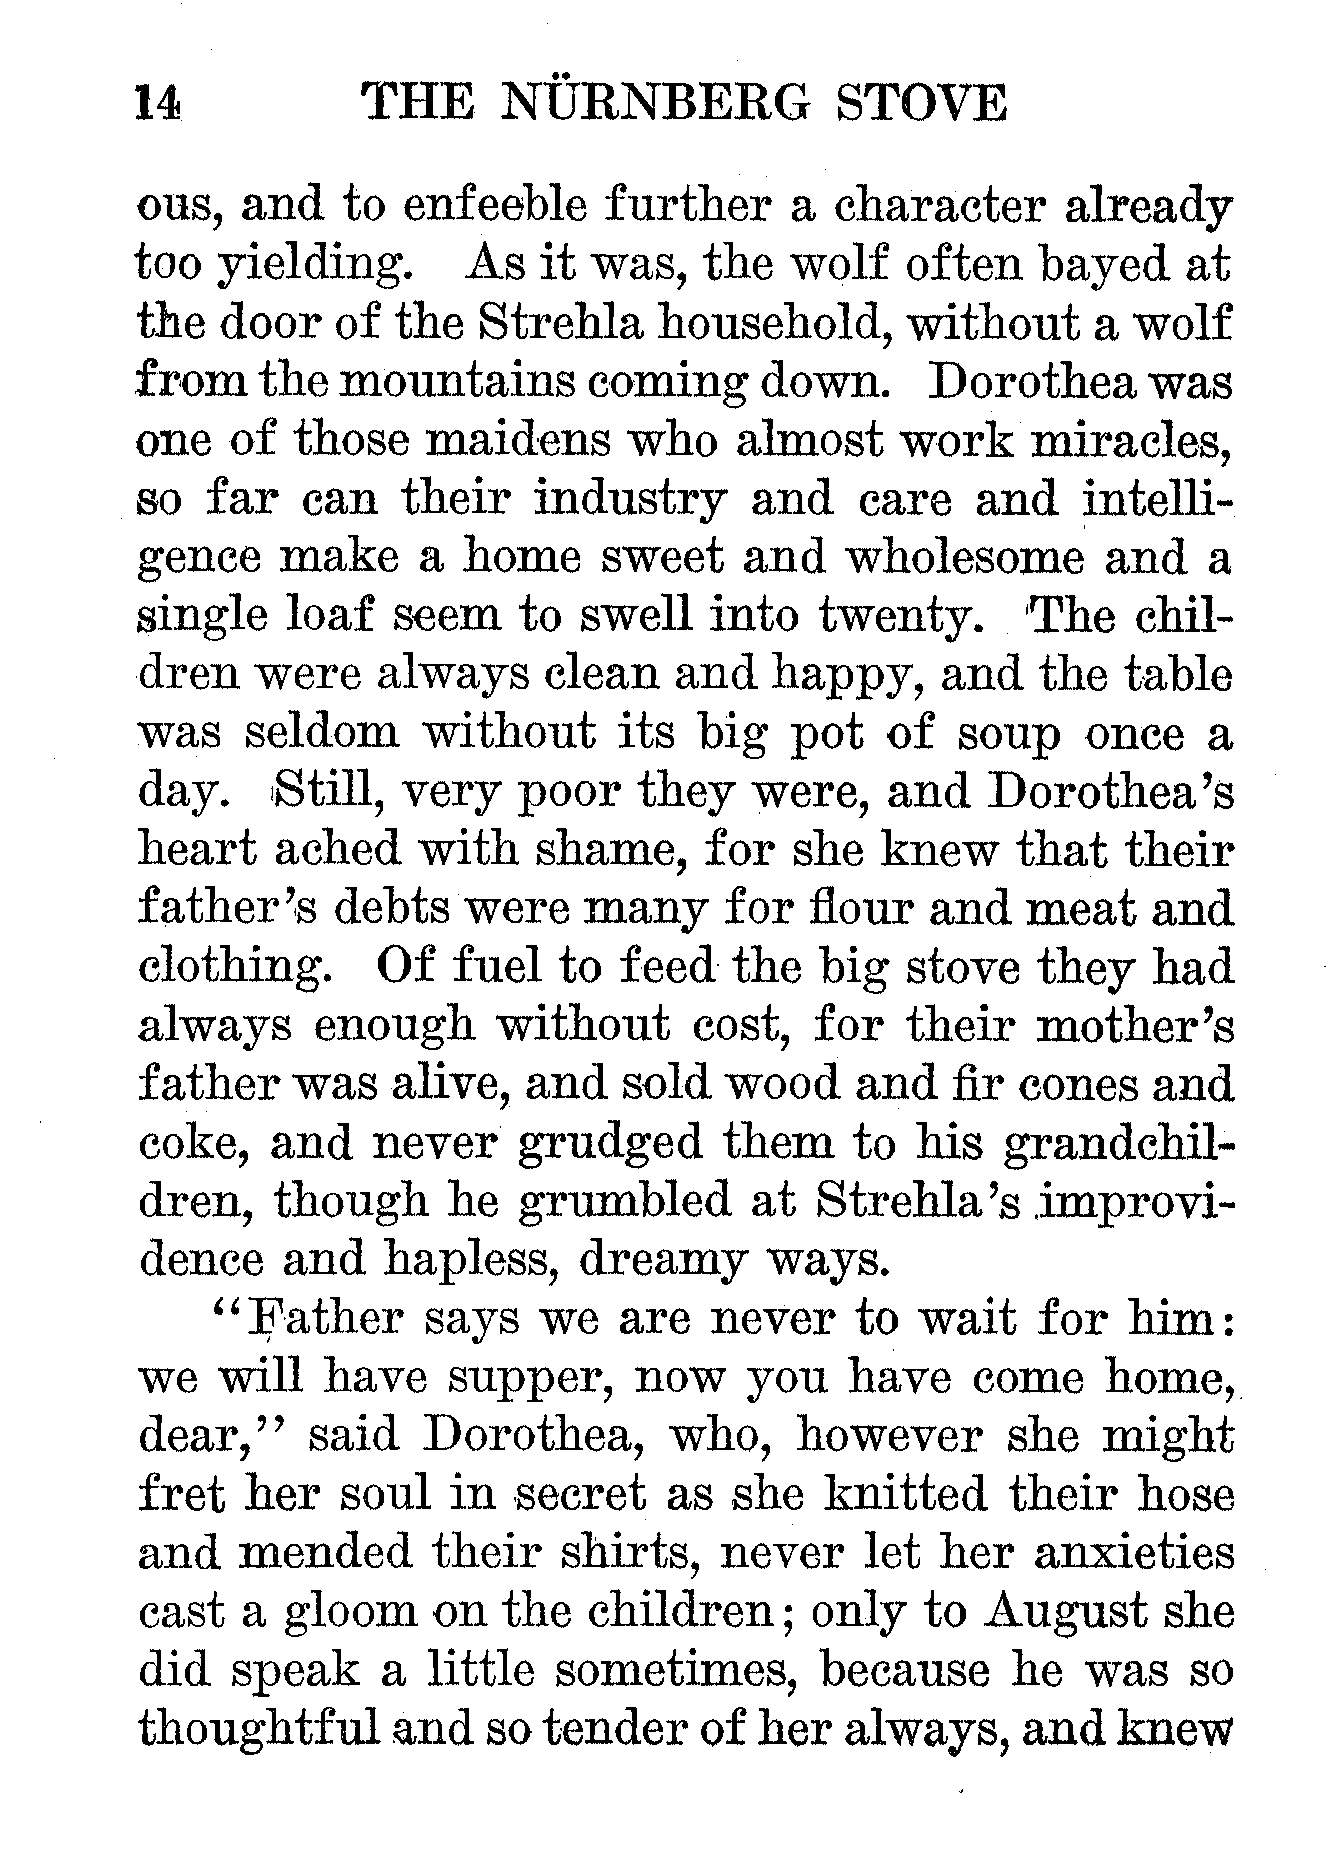 14 THE NÜRNBERG STOVE
ous, and to enfeeble further a character already
too yielding. As it was, the wolf often bayed at
the door of the Strehla household, without a wolf
from the mountains coming down. Dorothea was
one of those maidens who almost work miracles,
so far can their industry and care and intelli-
gence make a home sweet and wholesome and a
single loaf seem to swell into twenty. The chil-
dren were always clean and happy, and the table
was seldom without its big pot of soup once a
day. Still, very poor they were, and Dorothea's
heart ached with shame, for she knew that their
father's debts were many for flour and meat and
clothing. Of fuel to feed the big stove they had
always enough without cost, for their mother's
father was alive, and sold wood and fir cones and
coke, and never grudged them to his grandchil-
dren, though he grumbled at Strehla's improvi-
dence and hapless, dreamy ways.
"Father says we are never to wait for him:
we will have supper, now you have come home,
dear," said Dorothea, who, however she might
fret her soul in secret as she knitted their hose
and mended their shirts, never let her anxieties
cast a gloom on the children; only to August she
did speak a little sometimes, because he was so
thoughtful and so tender of her always, and knew